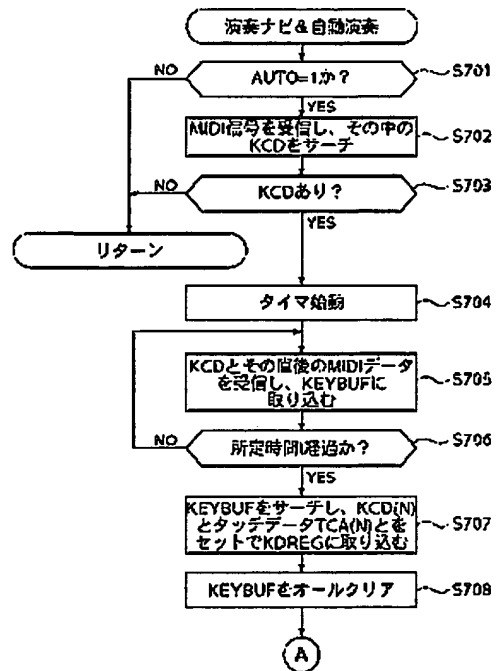 演奏ナビ&自動演奏
AUTO=1か?
S701
NO
YES
MIDI信号を受信し、その中の
KCDをサーチ
S702
KCDあり?
S703
NO
YES
リターン
タイマ始動
S704
KCDとその直後のMIDIデータ
を受信し、KEYBUFに
取り込む
S705
所定時間t経過か?
S706
NO
YES
KEYBUFをサーチし、KCD(N)
とタッチデータTCA(N)とを
セットでKDREGに取り込む
S707
KEYBUFをオールクリア
S708
A